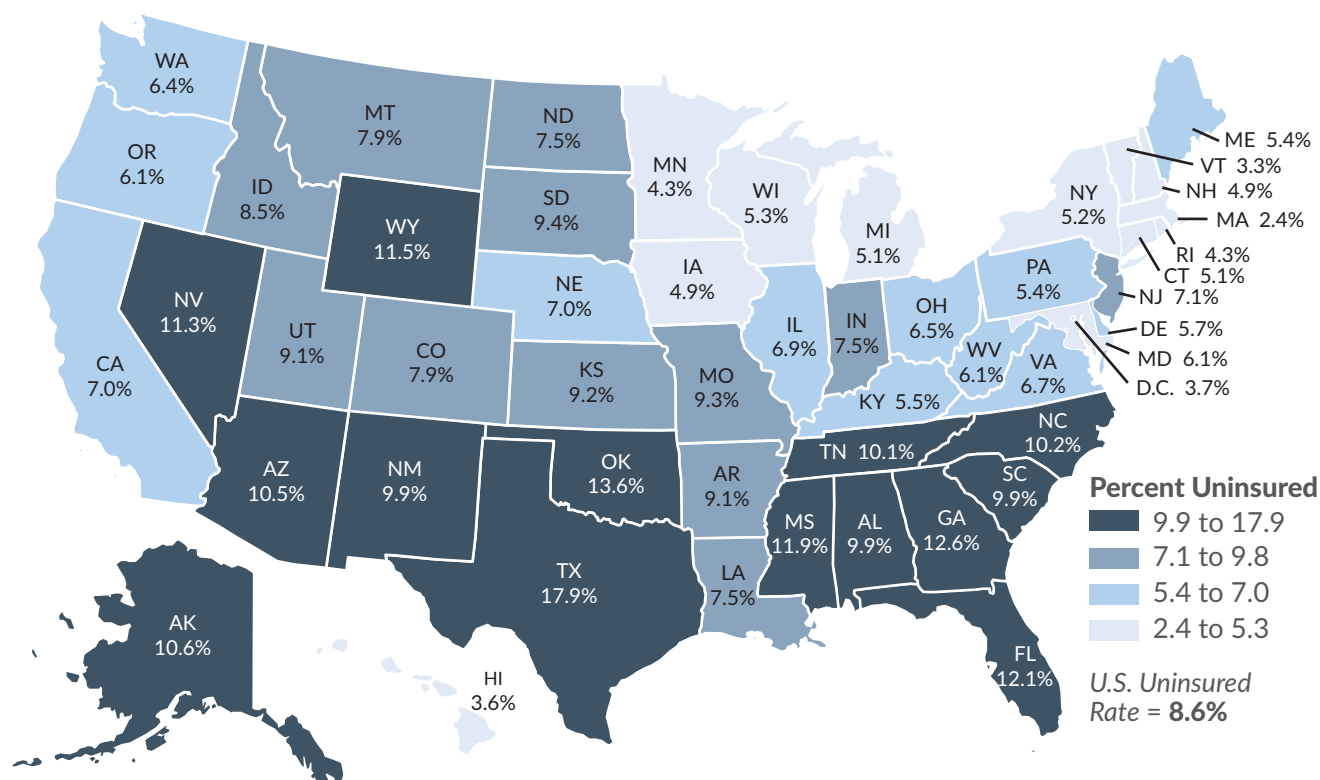 WA
6.4%
MT
7.9%
ND
7.5%
OR
6.1%
ID
8.5%
MN
4.3%
WI
5.3%
SD
9.4%
WY
11.5%
MI
5.1%
NY
5.2%
ME 5.4%
VT 3.3%
NH 4.9%
MA 2.4%
RI 4.3%
CT 5.1%
NJ 7.1%
DE 5.7%
MD 6.1%
D.C. 3.7%
IA
4.9%
NE
7.0%
PA
5.4%
NV
11.3%
UT
9.1%
CO
7.9%
IL
6.9%
IN
7.5%
OH
6.5%
CA
7.0%
KS
9.2%
MO
9.3%
WV
6.1%
VA
6.7%
KY 5.5%
NC
10.2%
TN 10.1%
AZ
10.5%
NM
9.9%
OK
13.6%
AR
9.1%
SC
9.9%
MS
11.9%
AL
9.9%
GA
12.6%
TX
17.9%
LA
7.5%
FL
12.1%
AK
10.6%
HI
3.6%
Percent Uninsured
9.9 to 17.9
7.1 to 9.8
5.4 to 7.0
2.4 to 5.3
U.S. Uninsured
Rate = 8.6%